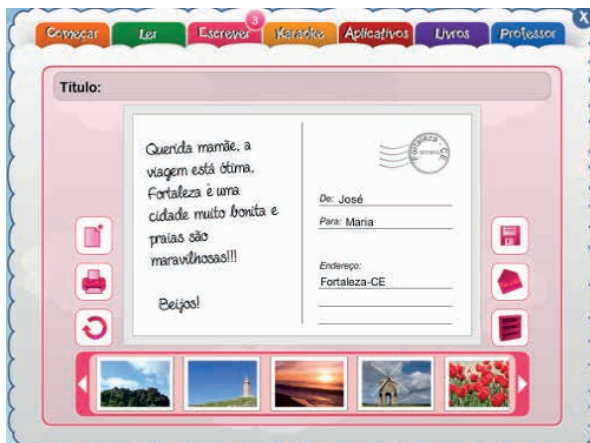 Começar Ler Escrever 3 Karaoke Aplicativos Livros Professor X
Título:
Querida mamãe, a
viagem está ótima,
Fortaleza é uma
cidade muito bonita e
praias são
maravilhosas!!!
Beijos!
Fortaleza - CE
De: José
Para: Maria
Endereço:
Fortaleza-CE